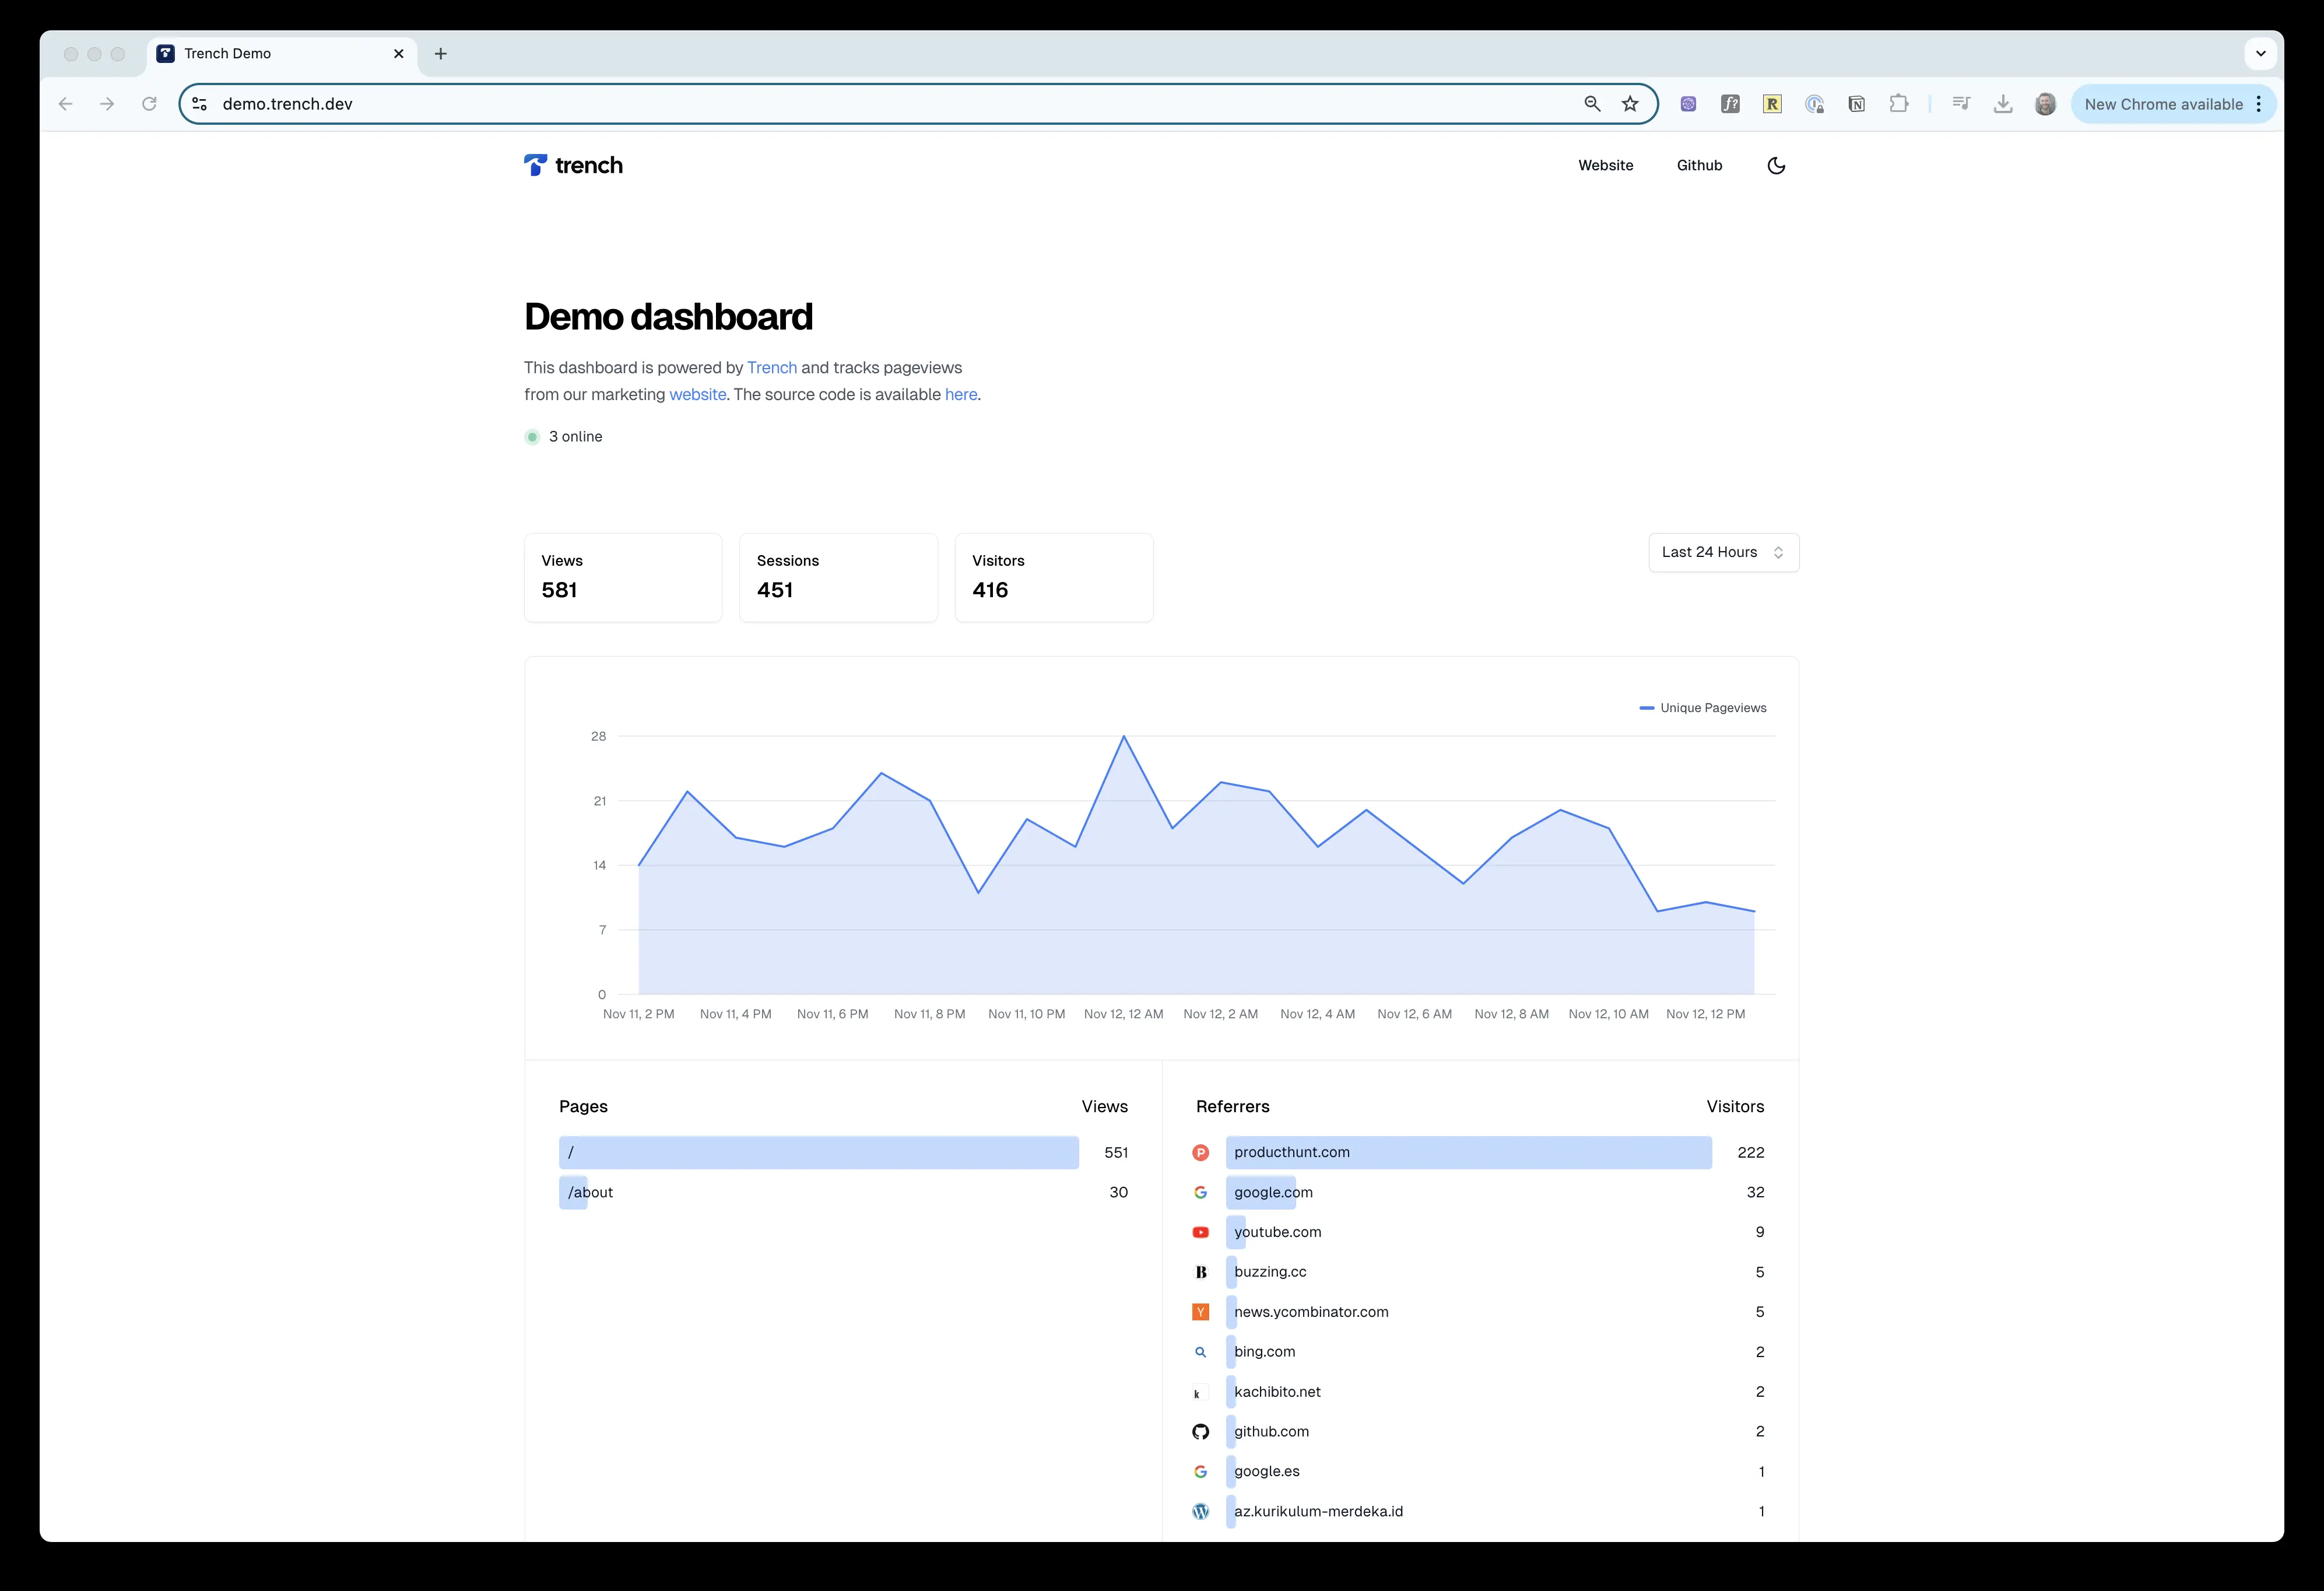 Trench Demo
demo.trench.dev
New Chrome available
trench
Website
Github
Demo dashboard
This dashboard is powered by Trench and tracks pageviews
from our marketing website. The source code is available here.
3 online
Views
581
Sessions
451
Visitors
416
Last 24 Hours
Unique Pageviews
28
21
14
7
0
Nov 11, 2 PM
Nov 11, 4 PM
Nov 11, 6 PM
Nov 11, 8 PM
Nov 11, 10 PM
Nov 12, 12 AM
Nov 12, 2 AM
Nov 12, 4 AM
Nov 12, 6 AM
Nov 12, 8 AM
Nov 12, 10 AM
Nov 12, 12 PM
Pages Views
/ 551
/about 30
Referrers Visitors
P producthunt.com 222
G google.com 32
youtube.com 9
B buzzing.cc 5
Y news.ycombinator.com 5
bing.com 2
k kachibito.net 2
github.com 2
G google.es 1
W az.kurikulum-merdeka.id 1